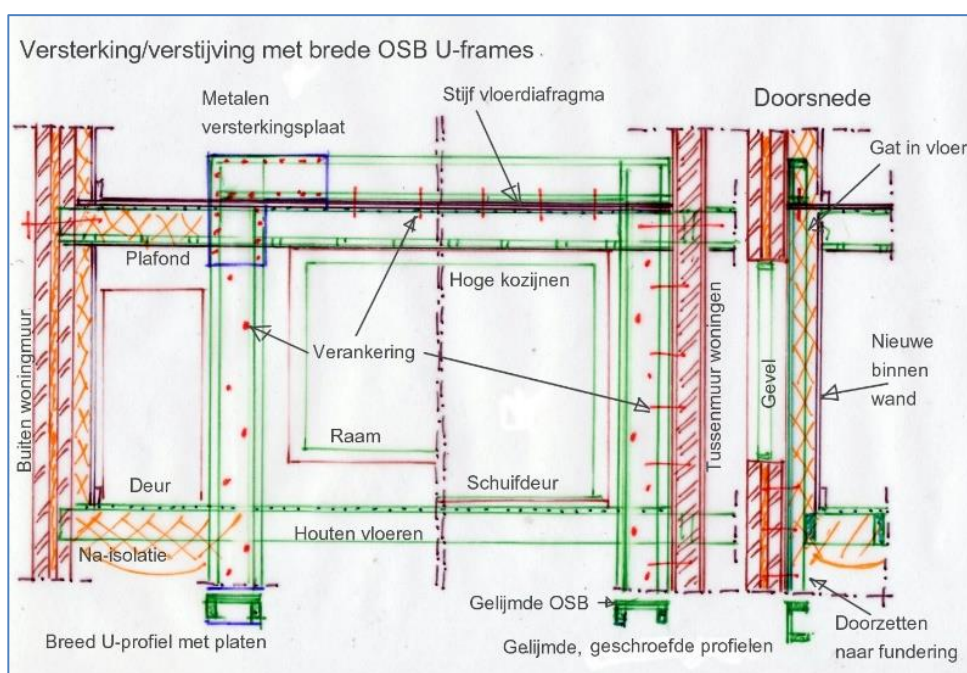 Versterking/verstijving met brede OSB U-frames
Metalen
versterkingsplaat
Stijf vloerdiafragma
Doorsnede
Gat in vloer
Plafond
Hoge kozijnen
Buiten woningmuur
Verankering
Tussenmuur woningen
Gevel
Nieuwe
binnen
wand
Raam
Deur
Schuifdeur
Houten vloeren
Na-isolatie
Gelijmde OSB
Breed U-profiel met platen
Gelijmde, geschroefde profielen
Doorzetten
naar fundering